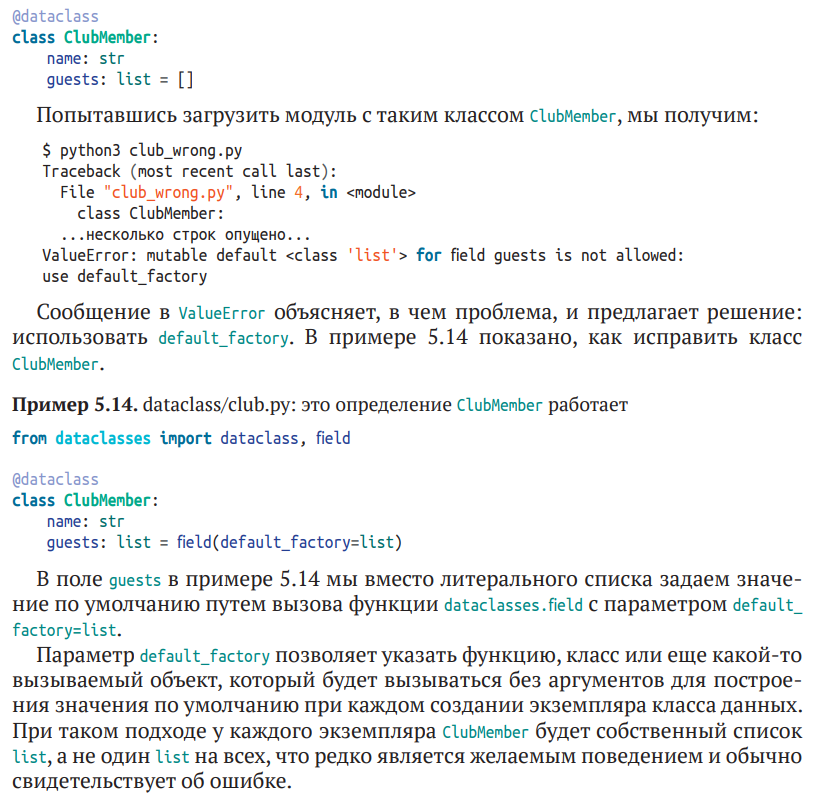 @dataclass
class ClubMember:
    name: str
    guests: list = []
Попытавшись загрузить модуль с таким классом ClubMember, мы получим:
$ python3 club_wrong.py
Traceback (most recent call last):
  File "club_wrong.py", line 4, in <module>
    class ClubMember:
  ...несколько строк опущено...
ValueError: mutable default <class 'list'> for field guests is not allowed:
use default_factory
Сообщение в ValueError объясняет, в чем проблема, и предлагает решение:
использовать default_factory. В примере 5.14 показано, как исправить класс
ClubMember.
Пример 5.14. dataclass/club.py: это определение ClubMember работает
from dataclasses import dataclass, field
@dataclass
class ClubMember:
    name: str
    guests: list = field(default_factory=list)
В поле guests в примере 5.14 мы вместо литерального списка задаем значе-
ние по умолчанию путем вызова функции dataclasses.field с параметром default_
factory=list.
Параметр default_factory позволяет указать функцию, класс или еще какой-то
вызываемый объект, который будет вызываться без аргументов для построе-
ния значения по умолчанию при каждом создании экземпляра класса данных.
При таком подходе у каждого экземпляра ClubMember будет собственный список
list, а не один list на всех, что редко является желаемым поведением и обычно
свидетельствует об ошибке.